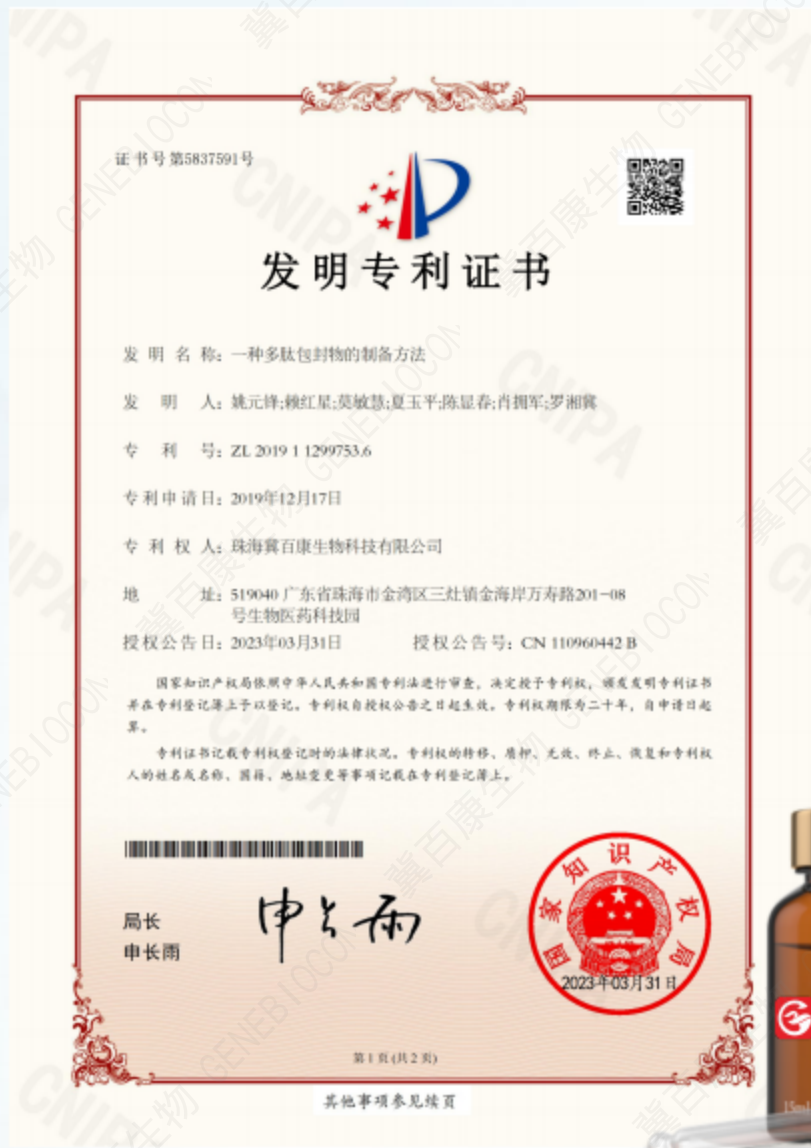 证书号第5837591号
发明专利证书
发明名称：一种多肽包封物的制备方法
发明人：姚元锋;赖红星;莫敏慧;夏玉平;陈显春;肖拥军;罗湘冀
专利号：ZL 2019 1 1299753.6
专利申请日：2019年12月17日
专利权人：珠海冀百康生物科技有限公司
地址：519040 广东省珠海市金湾区三灶镇金海岸万寿路201-08
号生物医药科技园
授权公告日：2023年03月31日 授权公告号：CN 110960442 B
国家知识产权局依照中华人民共和国专利法进行审查，决定授予专利权，颁发发明专利证书
并在专利登记簿上予以登记。专利权自授权公告之日起生效。专利权期限为二十年，自申请日起
算。
专利证书记载专利权登记时的法律状况。专利权的转移、质押、无效、终止、恢复和专利权
人的姓名或名称、国籍、地址变更等事项记载在专利登记簿上。
局长
申长雨
申长雨
国家知识产权局
2023年03月31日
第1页(共2页)
其他事项参见续页
冀百康生物 GENEBIOCON
CNIPA
15ml